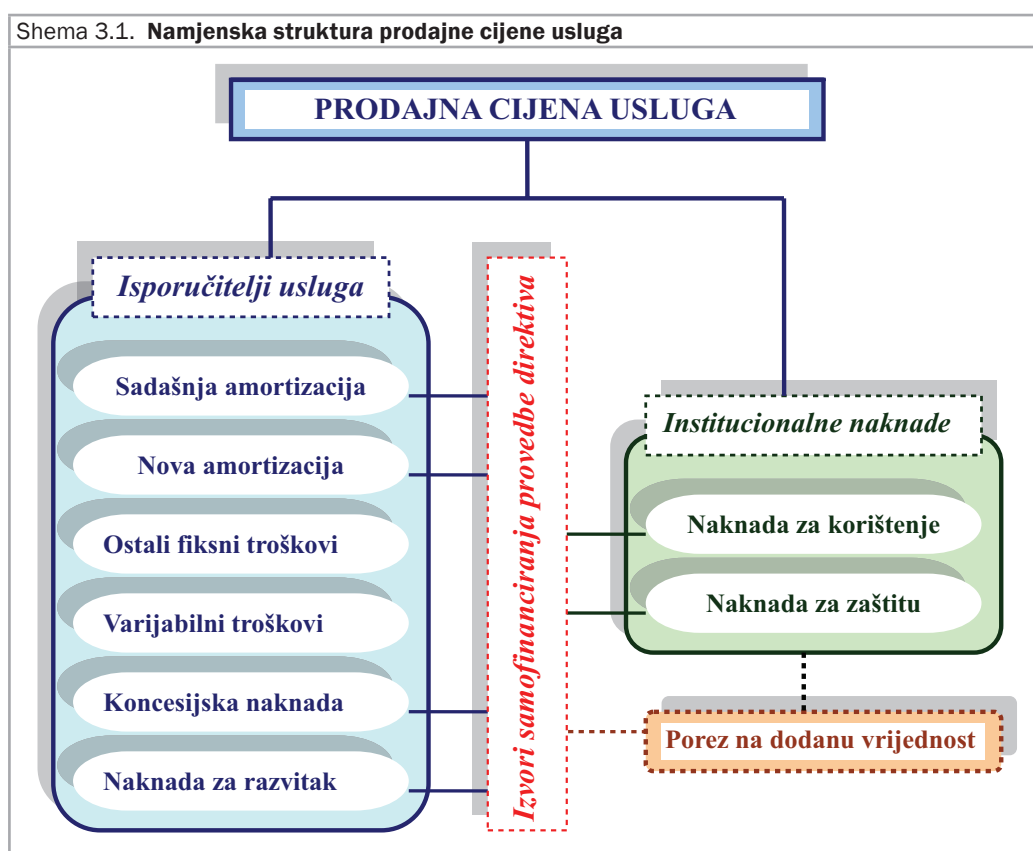 Shema 3.1. Namjenska struktura prodajne cijene usluga
PRODAJNA CIJENA USLUGA
Isporučitelji usluga
Sadašnja amortizacija
Nova amortizacija
Ostali fiksni troškovi
Varijabilni troškovi
Koncesijska naknada
Naknada za razvitak
Izvori samofinanciranja provedbe direktiva
Institucionalne naknade
Naknada za korištenje
Naknada za zaštitu
Porez na dodanu vrijednost